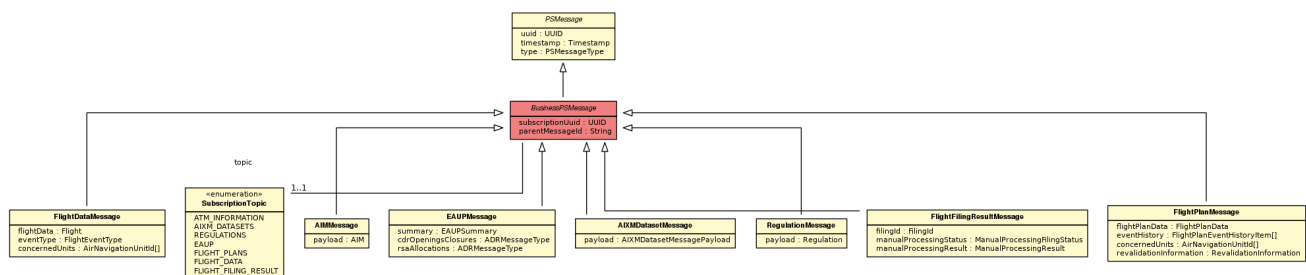 PSMessage
uuid : UUID
timestamp : Timestamp
type : PSMessageType
BusinessPSMessage
subscriptionUuid : UUID
parentMessageId : String
topic
1..1
FlightDataMessage
flightData : Flight
eventType : FlightEventType
concernedUnits : AirNavigationUnitId[]
«enumeration»
SubscriptionTopic
ATM_INFORMATION
AIXM_DATASETS
REGULATIONS
EAUP
FLIGHT_PLANS
FLIGHT_DATA
FLIGHT_FILING_RESULT
AIMMessage
payload : AIM
EAUPMessage
summary : EAUPSummary
cdrOpeningsClosures : ADRMessageType
rsaAllocations : ADRMessageType
AIXMDatasetMessage
payload : AIXMDatasetMessagePayload
RegulationMessage
payload : Regulation
FlightFilingResultMessage
filingId : FilingId
manualProcessingStatus : ManualProcessingFilingStatus
manualProcessingResult : ManualProcessingResult
FlightPlanMessage
flightPlanData : FlightPlanData
eventHistory : FlightPlanEventHistoryItem[]
concernedUnits : AirNavigationUnitId[]
revalidationInformation : RevalidationInformation